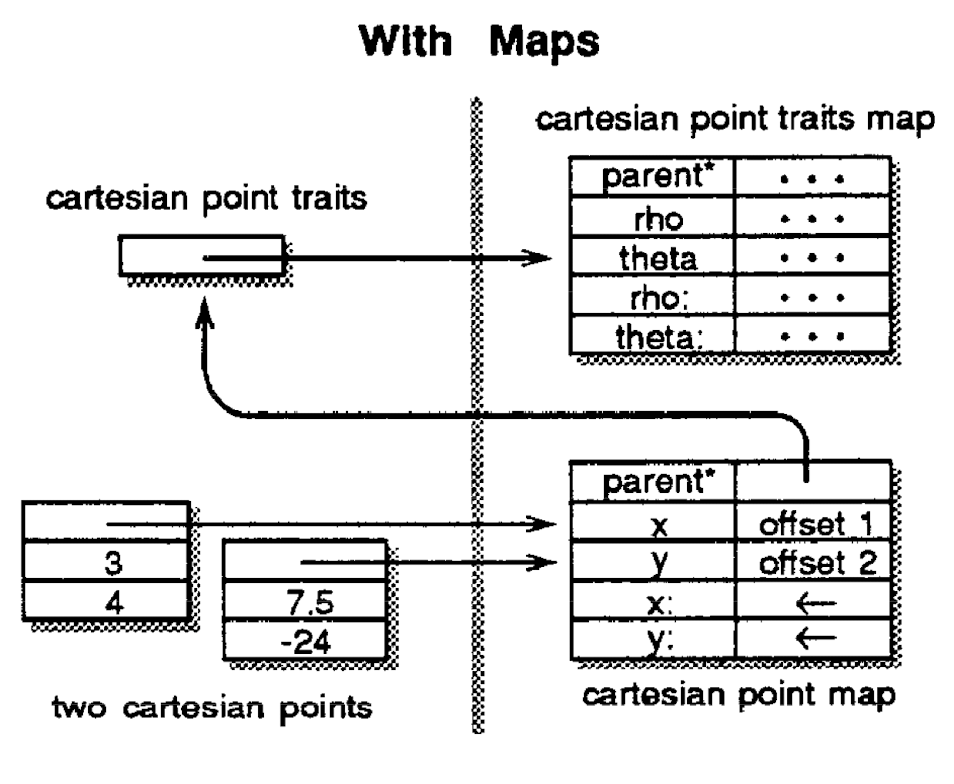 With Maps
cartesian point traits map
parent* • • •
rho • • •
theta • • •
rho: • • •
theta: • • •
cartesian point traits
parent*
x offset 1
y offset 2
x: ←
y: ←
cartesian point map
3
4
7.5
-24
two cartesian points